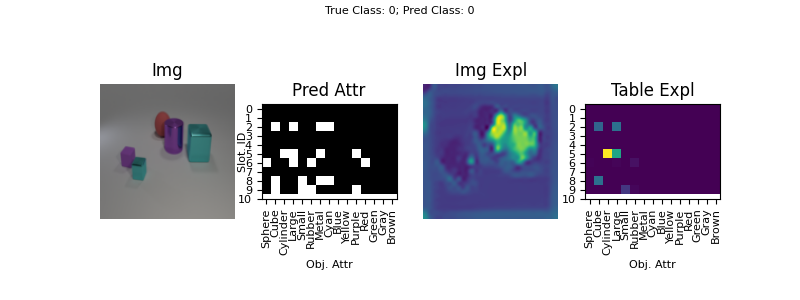 True Class: 0; Pred Class: 0
Img
Pred Attr
Img Expl
Table Expl
Slot. ID
0
1
2
3
4
5
6
7
8
9
10
Sphere
Cube
Cylinder
Large
Small
Rubber
Metal
Cyan
Blue
Yellow
Purple
Red
Green
Gray
Brown
Obj. Attr
0
1
2
3
4
5
6
7
8
9
10
Sphere
Cube
Cylinder
Large
Small
Rubber
Metal
Cyan
Blue
Yellow
Purple
Red
Green
Gray
Brown
Obj. Attr